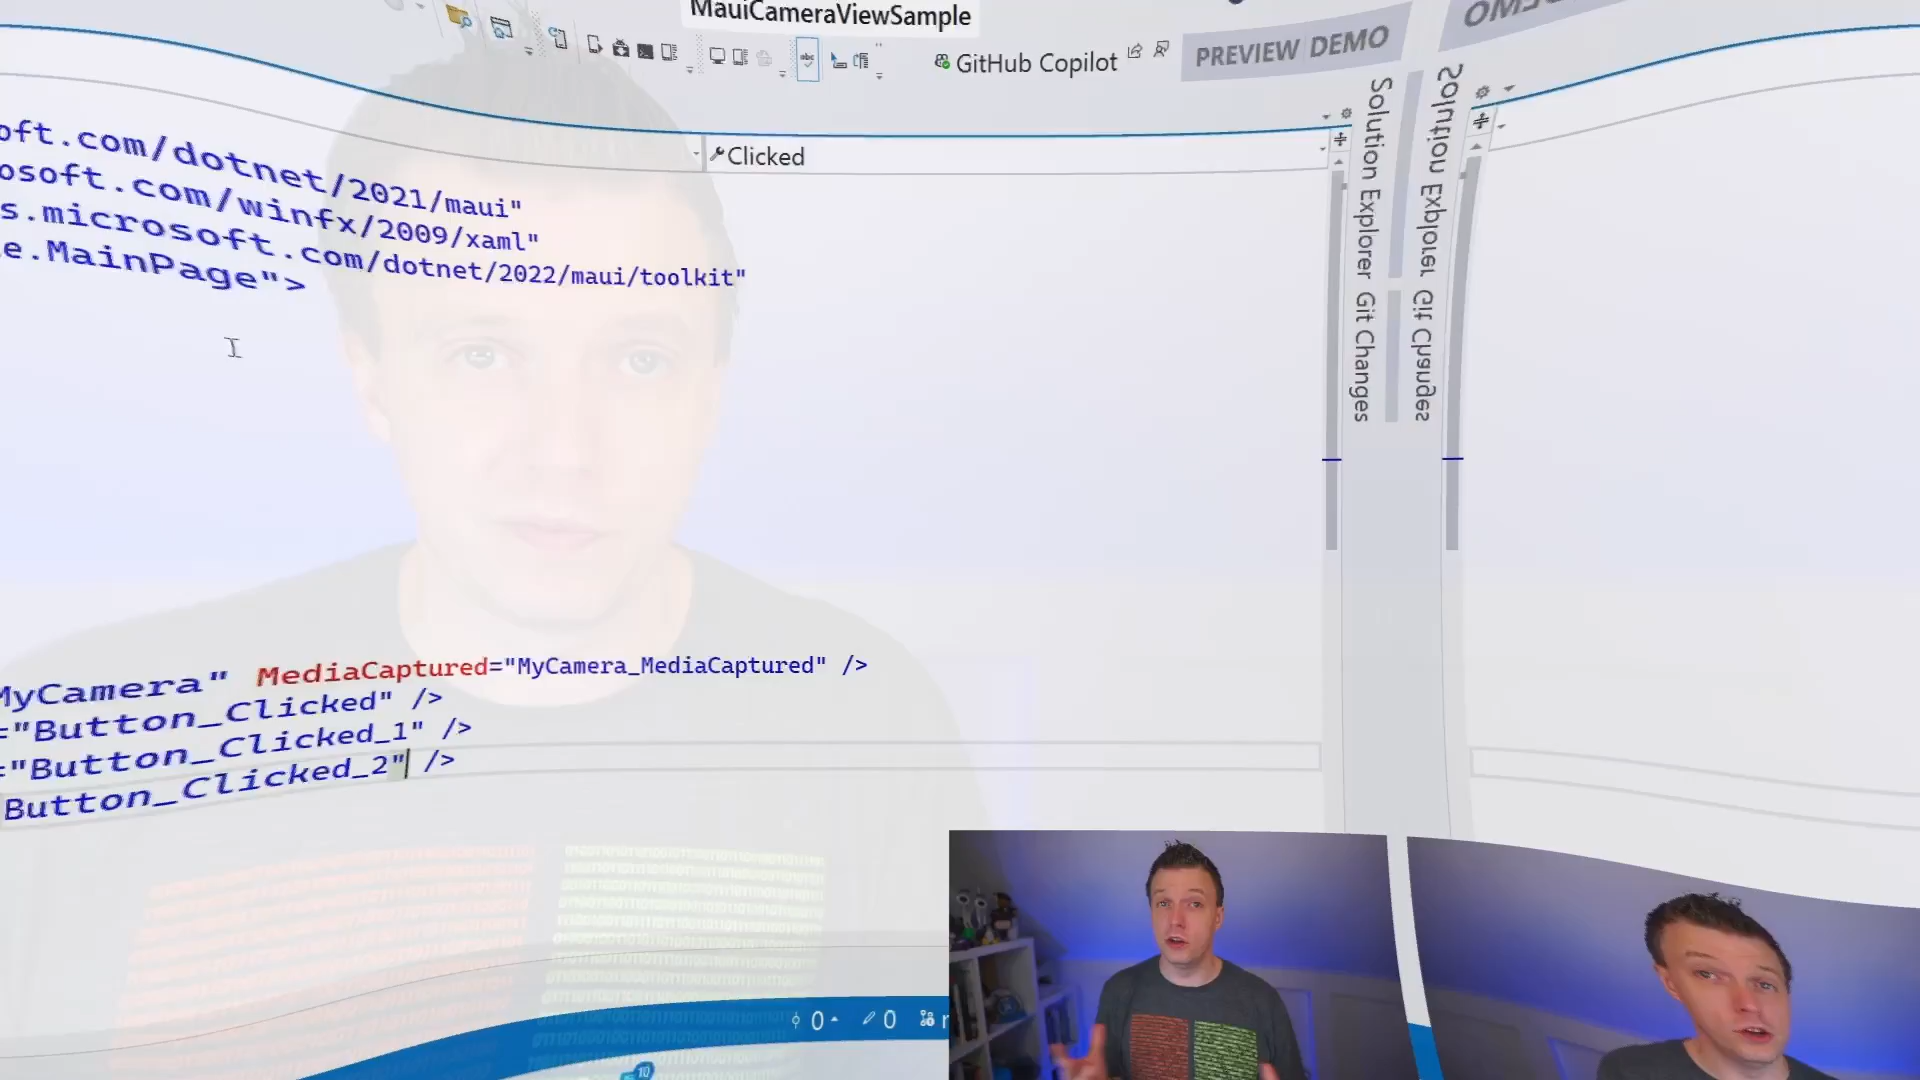 MauiCameraViewSample
GitHub Copilot
PREVIEW DEMO
Clicked
oft.com/dotnet/2021/maui"
osoft.com/winfx/2009/xaml"
s.microsoft.com/dotnet/2022/maui/toolkit"
e.MainPage">
Solution Explorer
Git Changes
Solution Explorer
Git Changes
MyCamera" MediaCaptured="MyCamera_MediaCaptured" />
="Button_Clicked" />
="Button_Clicked_1" />
Button_Clicked_2" />
0
0
10